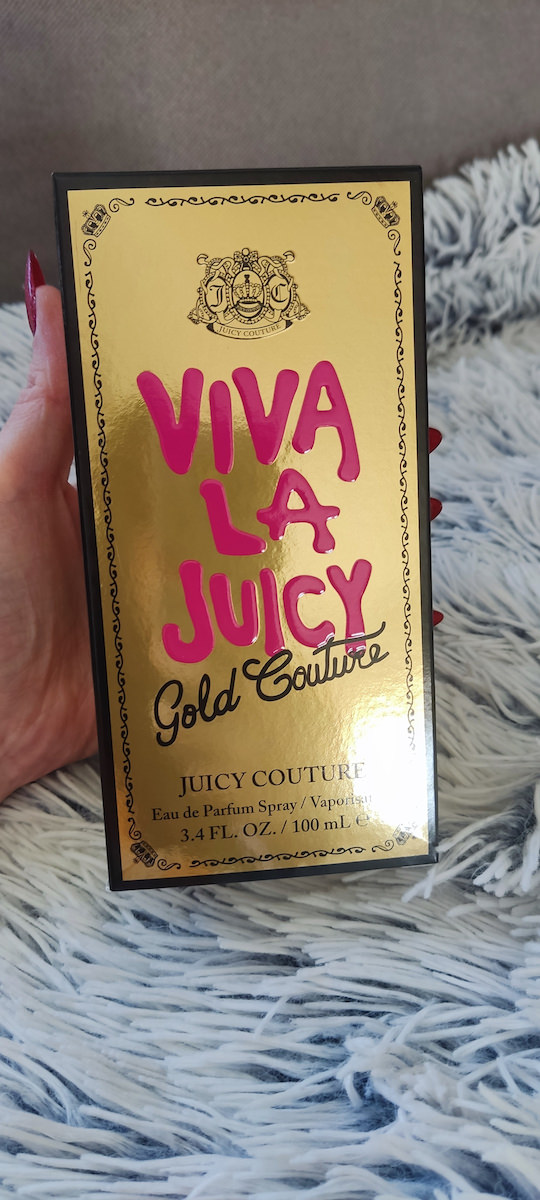 J C
JUICY COUTURE
VIVA
LA
JUICY
Gold Couture
JUICY COUTURE
Eau de Parfum Spray /
3.4 FL. OZ. / 100 mL ℮